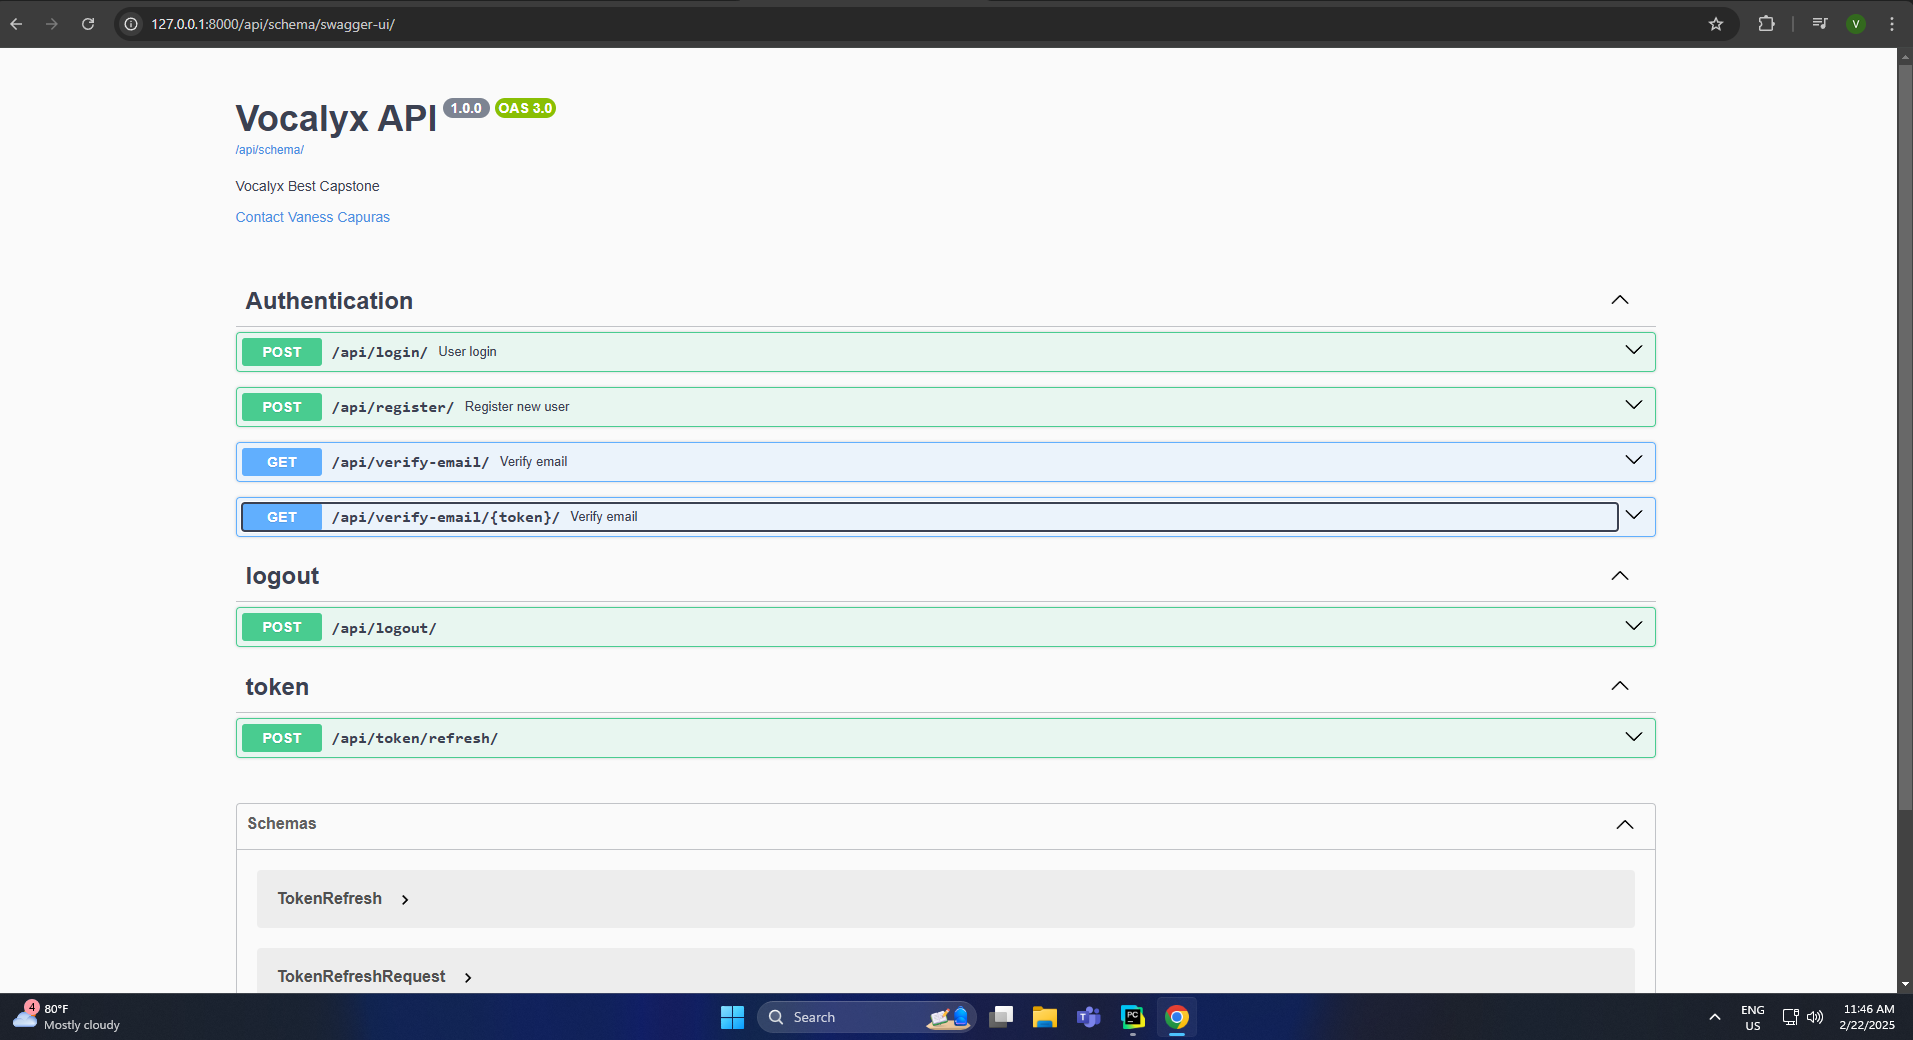 127.0.0.1:8000/api/schema/swagger-ui/
V
Vocalyx API 1.0.0 OAS 3.0
/api/schema/
Vocalyx Best Capstone
Contact Vaness Capuras
Authentication
POST /api/login/ User login
POST /api/register/ Register new user
GET /api/verify-email/ Verify email
GET /api/verify-email/{token}/ Verify email
logout
POST /api/logout/
token
POST /api/token/refresh/
Schemas
TokenRefresh
TokenRefreshRequest
4
80°F
Mostly cloudy
Search
T
PC
ENG
US
11:46 AM
2/22/2025